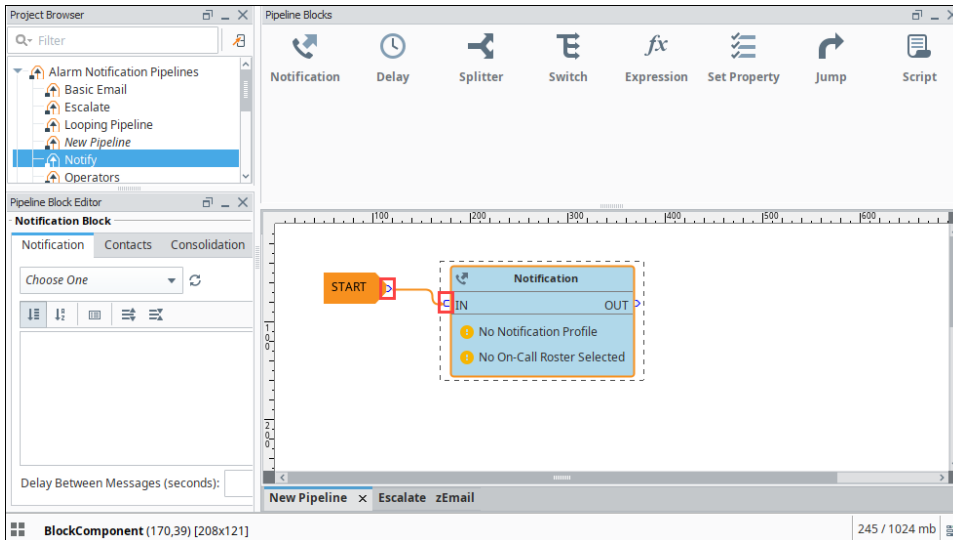 Project Browser
Filter
Alarm Notification Pipelines
Basic Email
Escalate
Looping Pipeline
New Pipeline
Notify
Operators
Pipeline Block Editor
Notification Block
Notification Contacts Consolidation
Choose One
Delay Between Messages (seconds):
Pipeline Blocks
Notification Delay Splitter Switch fx Expression Set Property Jump Script
100 200 300 400 500 600
100
200
START
Notification
IN OUT
No Notification Profile
No On-Call Roster Selected
New Pipeline x Escalate zEmail
BlockComponent (170,39) [208x121]
245 / 1024 mb